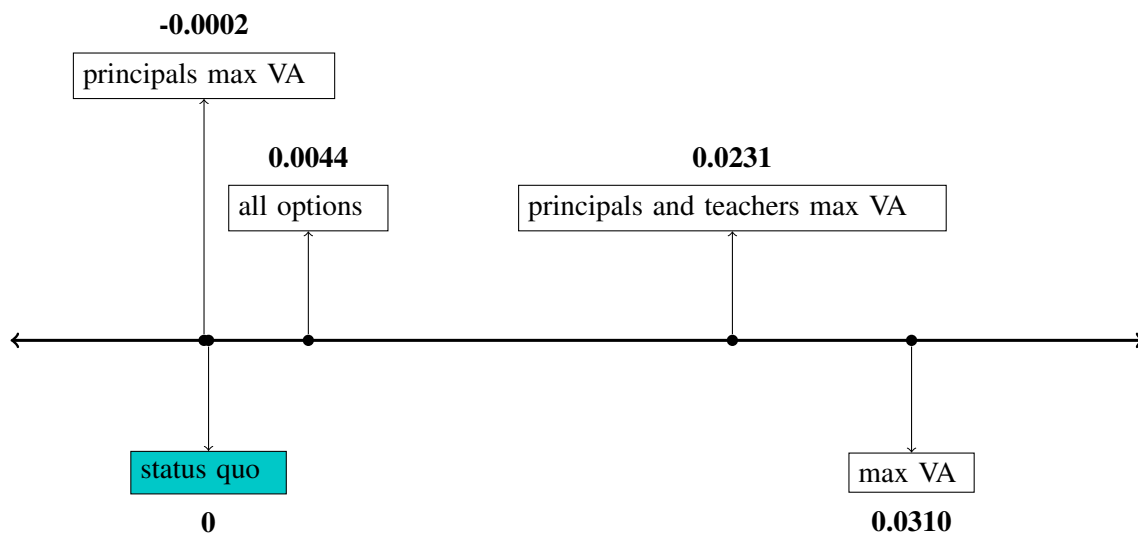 -0.0002
principals max VA
0.0044
all options
0.0231
principals and teachers max VA
status quo
0
max VA
0.0310